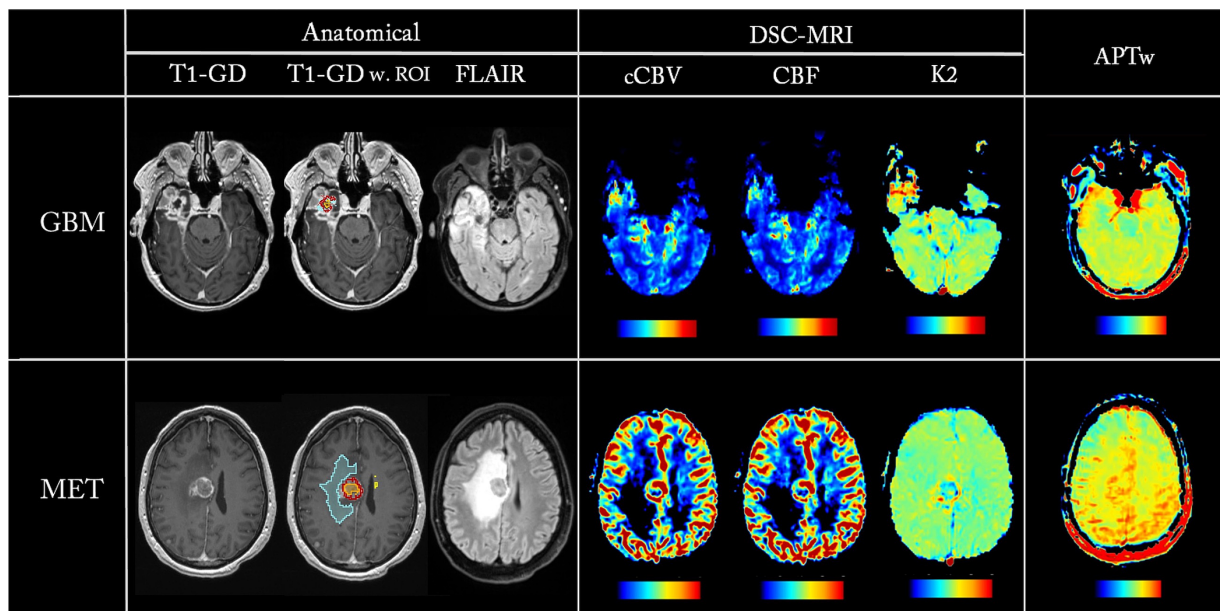 Anatomical
DSC-MRI
APTw
T1-GD
T1-GD w. ROI
FLAIR
cCBV
CBF
K2
GBM
MET